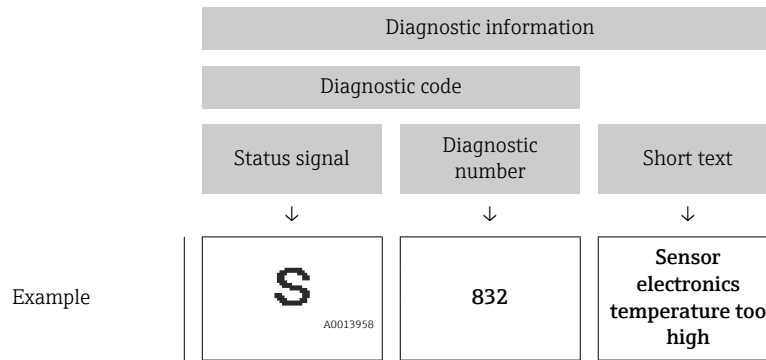 Diagnostic information
Diagnostic code
Status signal
Diagnostic
number
Short text
↓ ↓ ↓
Example
S
A0013958
832
Sensor
electronics
temperature too
high